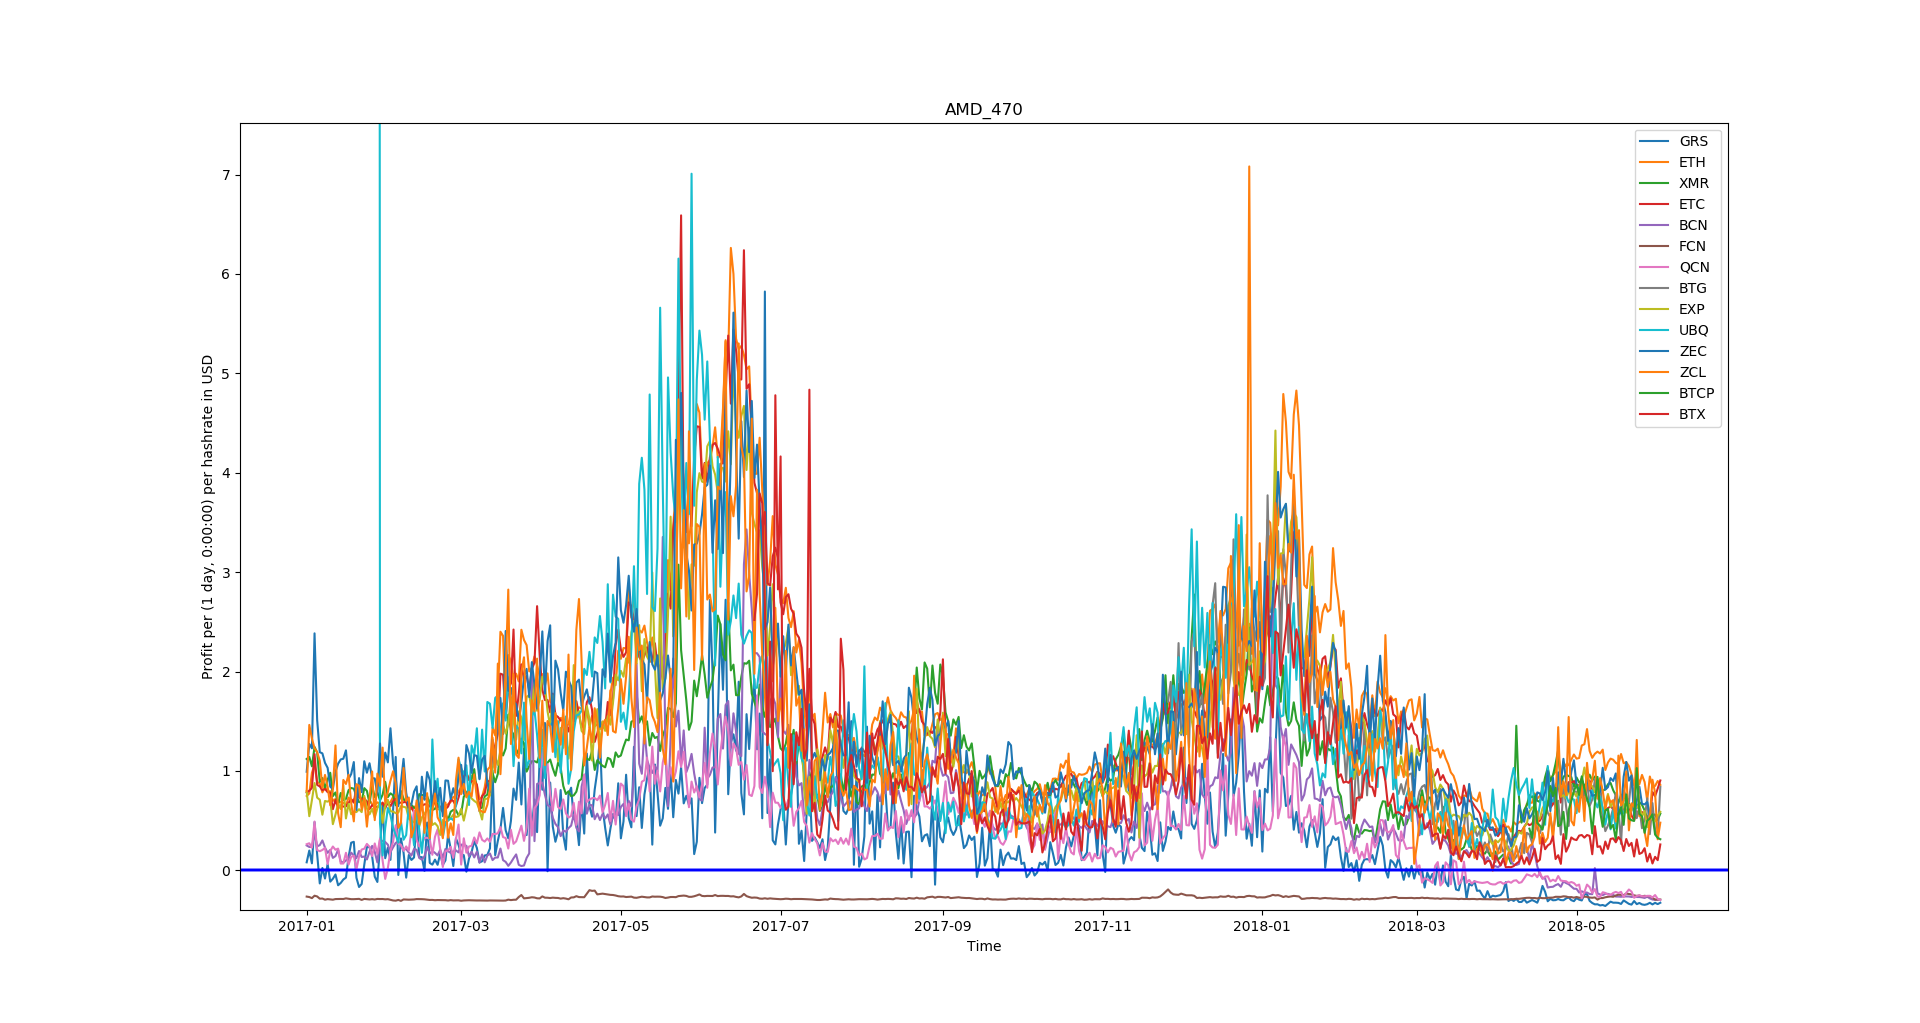 AMD_470
GRS
ETH
XMR
ETC
BCN
FCN
QCN
BTG
EXP
UBQ
ZEC
ZCL
BTCP
BTX
7
6
5
4
3
2
1
0
Profit per (1 day, 0:00:00) per hashrate in USD
2017-01 2017-03 2017-05 2017-07 2017-09 2017-11 2018-01 2018-03 2018-05
Time